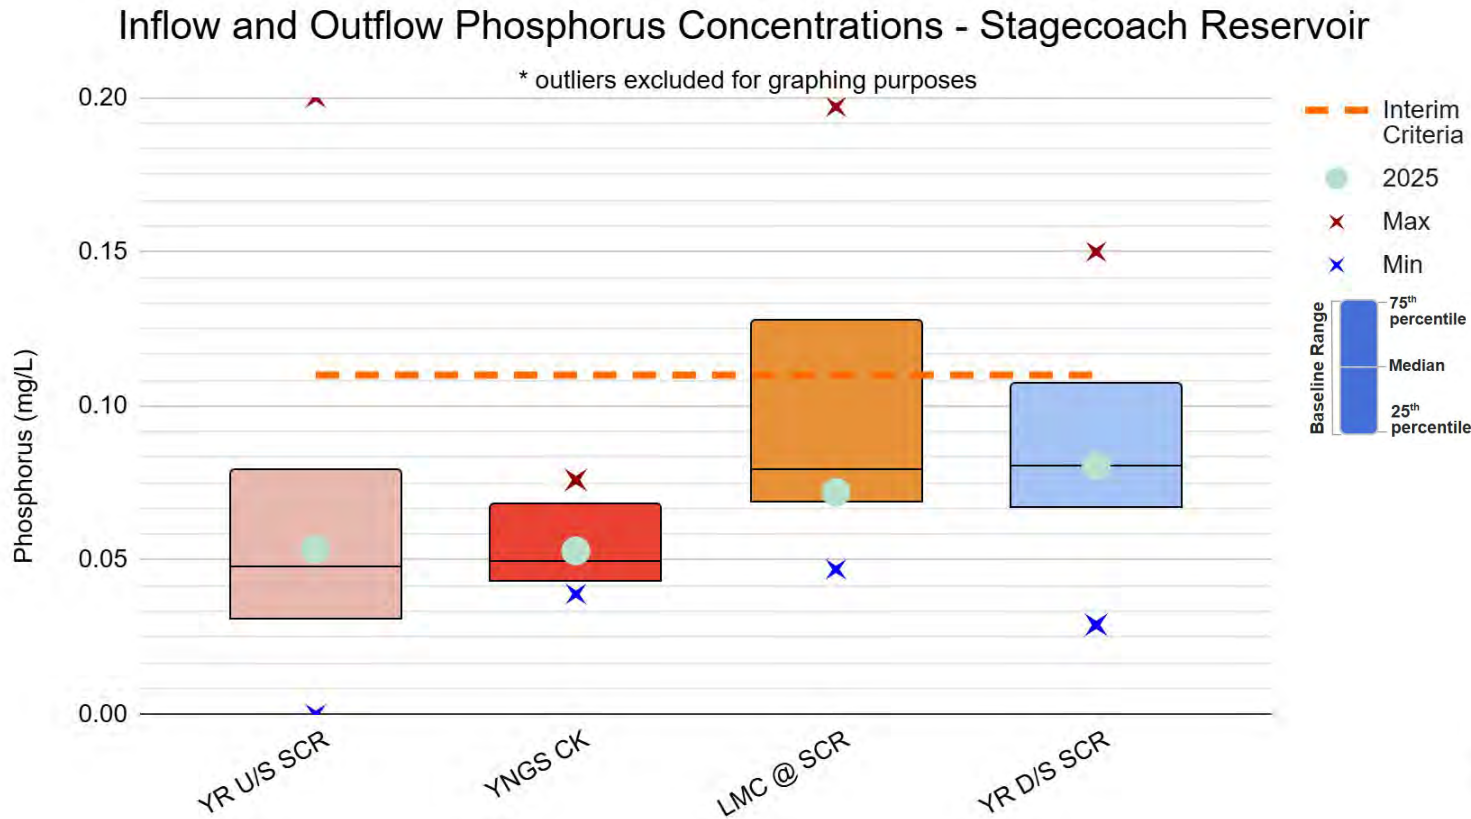 Inflow and Outflow Phosphorus Concentrations - Stagecoach Reservoir
* outliers excluded for graphing purposes
0.20
0.15
0.10
0.05
0.00
Phosphorus (mg/L)
YR U/S SCR
YNGS CK
LMC @ SCR
YR D/S SCR
Interim
Criteria
2025
Max
Min
Baseline Range
75th
percentile
Median
25th
percentile